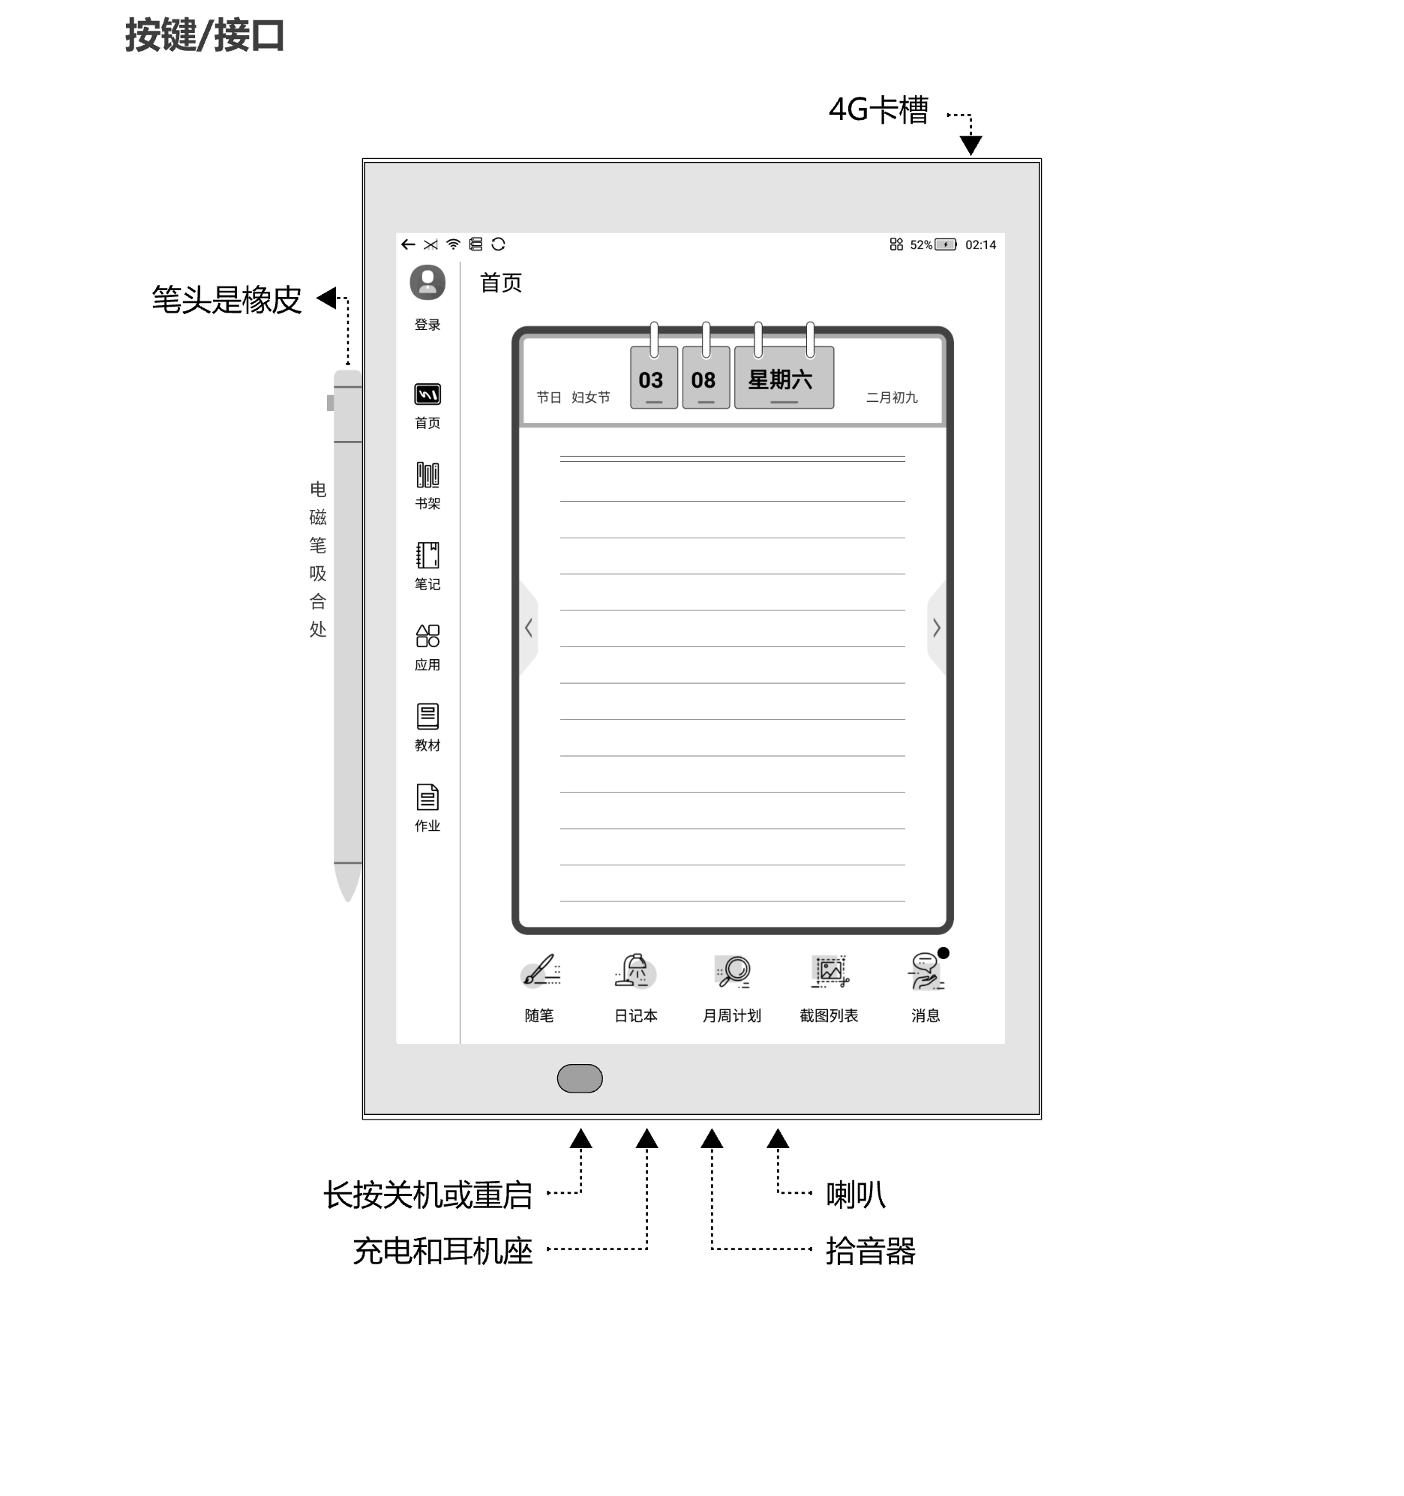 按键/接口
4G卡槽
笔头是橡皮
电磁笔吸合处
52% 02:14
登录
首页
节日 妇女节
03 08 星期六
二月初九
首页
书架
笔记
应用
教材
作业
随笔 日记本 月周计划 截图列表 消息
长按关机或重启
喇叭
充电和耳机座
拾音器